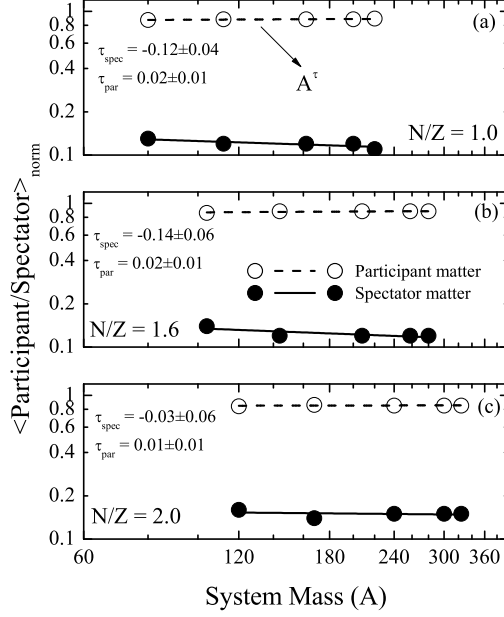 <Participant/Spectator>norm
1
0.8
0.6
0.4
0.2
0.1
(a)
τspec = -0.12±0.04
τpar = 0.02±0.01
A^τ
N/Z = 1.0
1
0.8
0.6
0.4
0.2
0.1
(b)
τspec = -0.14±0.06
τpar = 0.02±0.01
Participant matter
Spectator matter
N/Z = 1.6
1
0.8
0.6
0.4
0.2
0.1
(c)
τspec = -0.03±0.06
τpar = 0.01±0.01
N/Z = 2.0
60 120 180 240 300 360
System Mass (A)